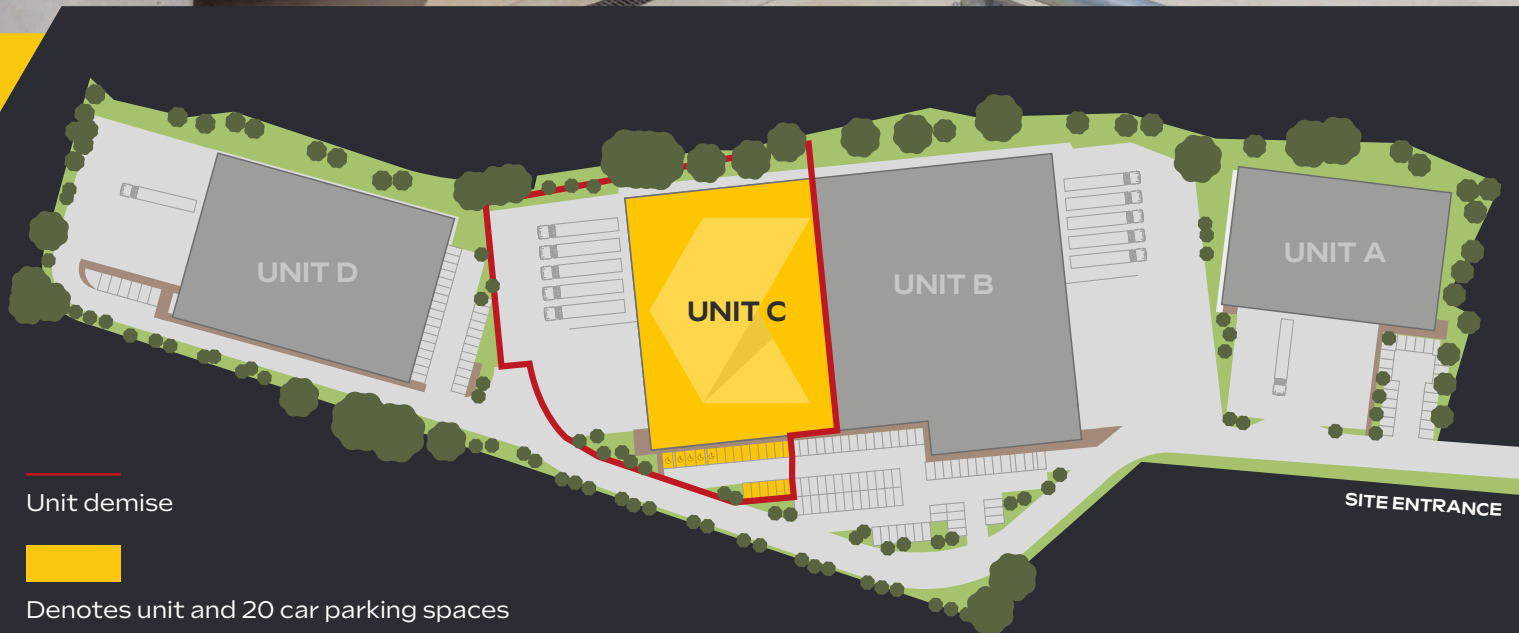 UNIT D
UNIT C
UNIT B
UNIT A
SITE ENTRANCE
Unit demise
Denotes unit and 20 car parking spaces